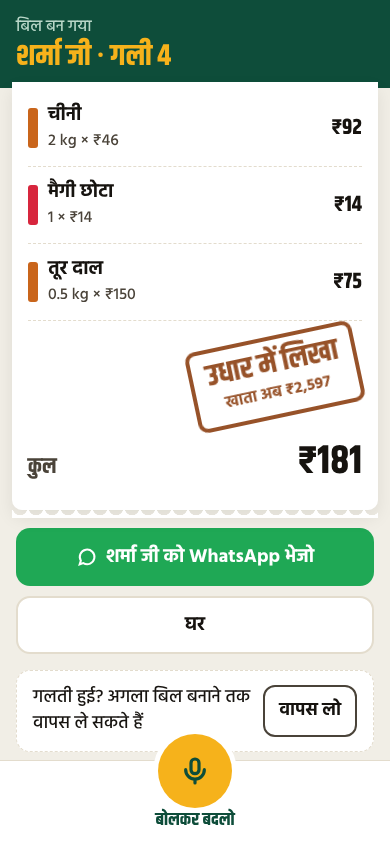 बिल बन गया
शर्मा जी · गली 4
चीनी
2 kg × ₹46
₹92
मैगी छोटा
1 × ₹14
₹14
तूर दाल
0.5 kg × ₹150
₹75
उधार में लिखा
खाता अब ₹2,597
कुल
₹181
शर्मा जी को WhatsApp भेजो
घर
गलती हुई? अगला बिल बनाने तक
वापस ले सकते हैं
वापस लो
बोलकर बदलो